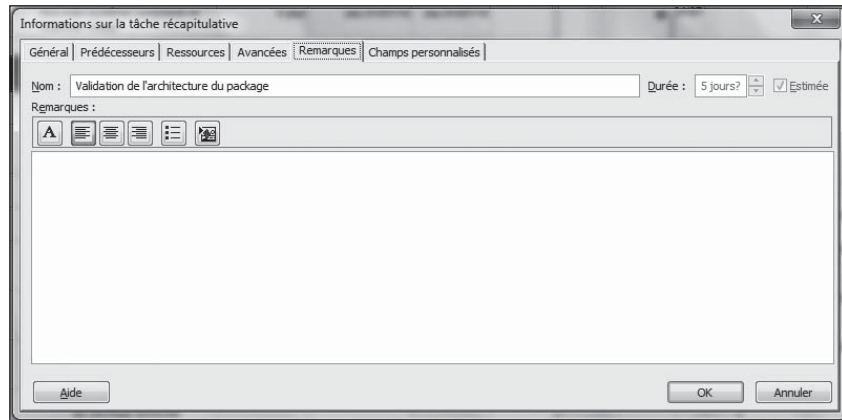 Informations sur la tâche récapitulative
Général Prédécesseurs Ressources Avancées Remarques Champs personnalisés
Nom : Validation de l'architecture du package Durée : 5 jours? Estimée
Remarques :
A
Aide OK Annuler